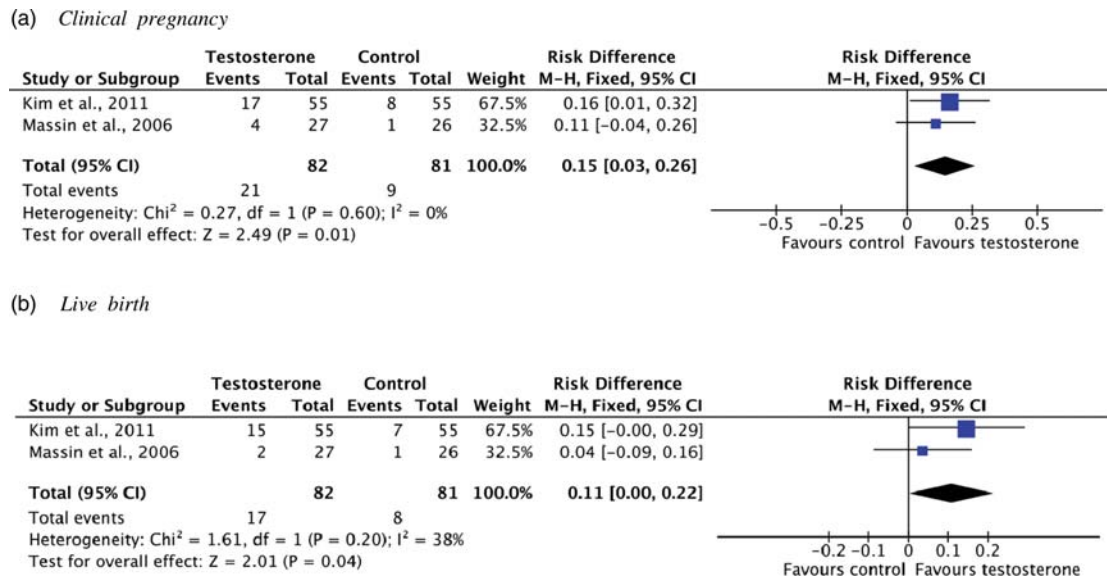 (a) Clinical pregnancy
Testosterone Control Risk Difference Risk Difference
Study or Subgroup Events Total Events Total Weight M-H, Fixed, 95% CI M-H, Fixed, 95% CI
Kim et al., 2011 17 55 8 55 67.5% 0.16 [0.01, 0.32]
Massin et al., 2006 4 27 1 26 32.5% 0.11 [-0.04, 0.26]
Total (95% CI) 82 81 100.0% 0.15 [0.03, 0.26]
Total events 21 9
Heterogeneity: Chi² = 0.27, df = 1 (P = 0.60); I² = 0%
Test for overall effect: Z = 2.49 (P = 0.01)
-0.5 -0.25 0 0.25 0.5
Favours control Favours testosterone
(b) Live birth
Testosterone Control Risk Difference Risk Difference
Study or Subgroup Events Total Events Total Weight M-H, Fixed, 95% CI M-H, Fixed, 95% CI
Kim et al., 2011 15 55 7 55 67.5% 0.15 [-0.00, 0.29]
Massin et al., 2006 2 27 1 26 32.5% 0.04 [-0.09, 0.16]
Total (95% CI) 82 81 100.0% 0.11 [0.00, 0.22]
Total events 17 8
Heterogeneity: Chi² = 1.61, df = 1 (P = 0.20); I² = 38%
Test for overall effect: Z = 2.01 (P = 0.04)
-0.2 -0.1 0 0.1 0.2
Favours control Favours testosterone